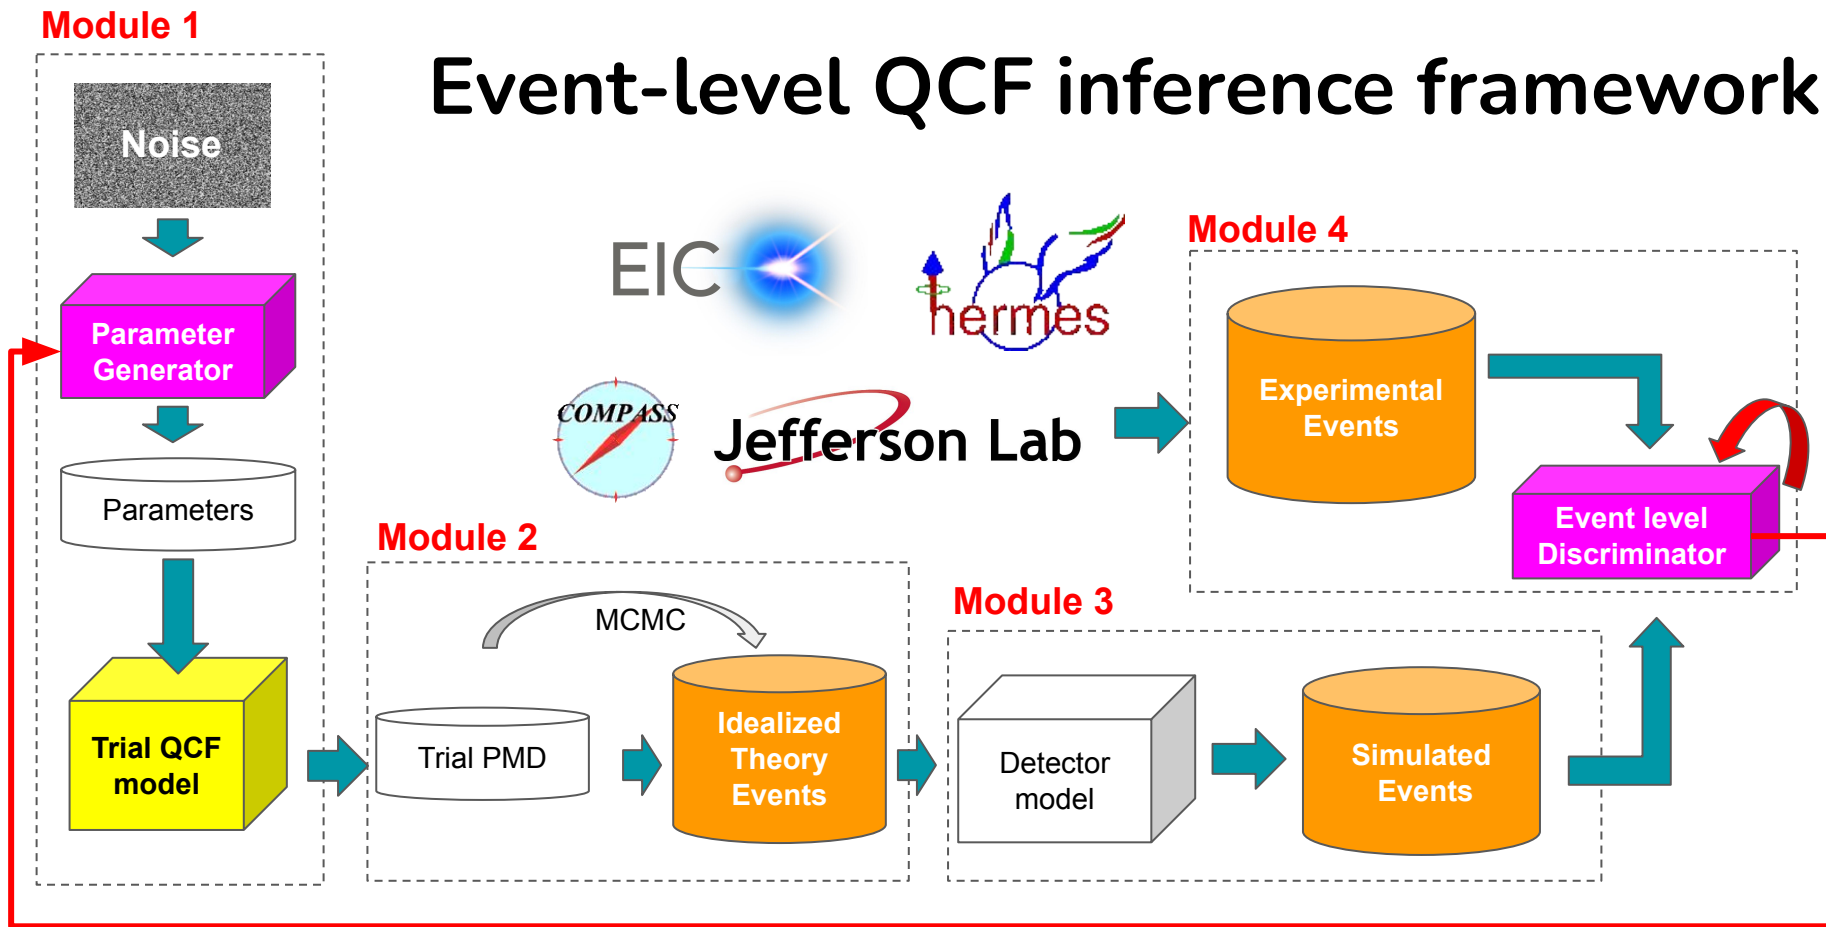 Module 1
Event-level QCF inference framework
Noise
Parameter
Generator
Parameters
Trial QCF
model
EIC
hermes
COMPASS
Jefferson Lab
Module 2
MCMC
Trial PMD
Idealized
Theory
Events
Module 3
Detector
model
Simulated
Events
Module 4
Experimental
Events
Event level
Discriminator